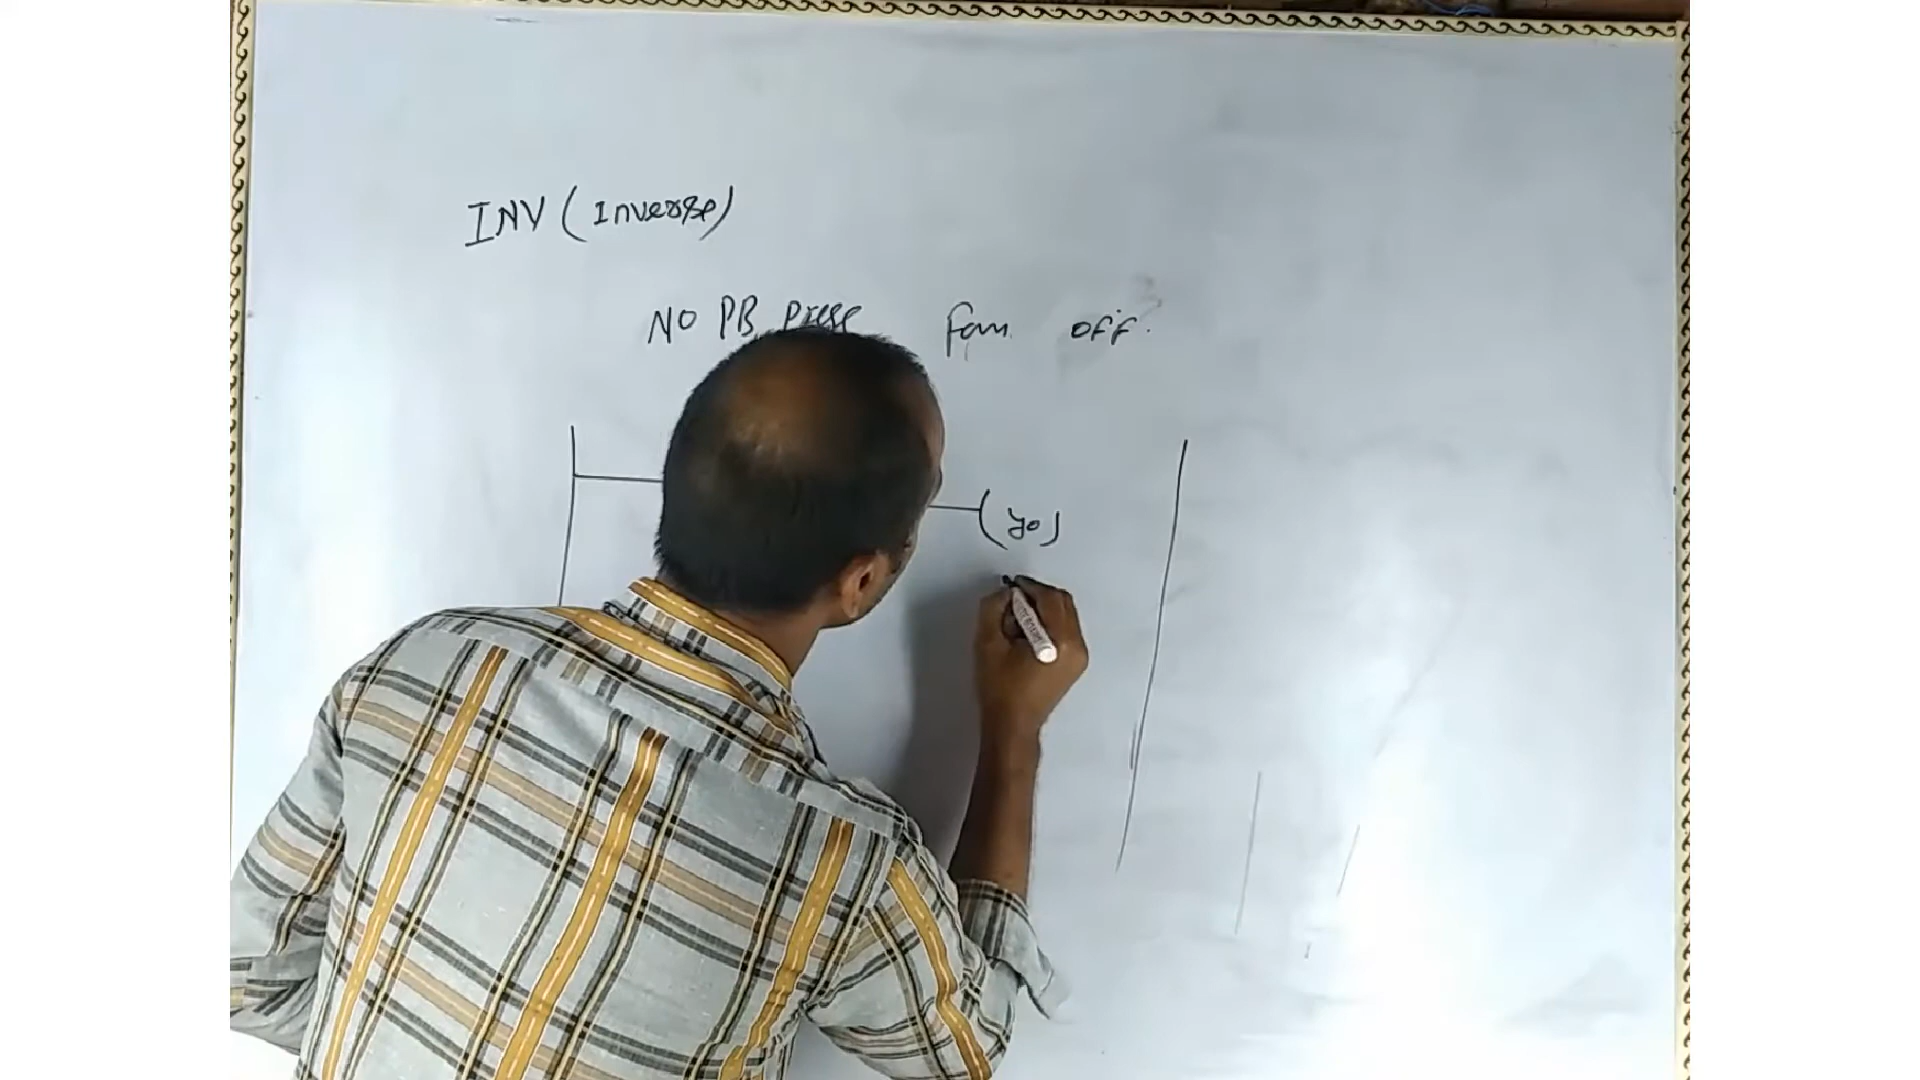 INV (Inverse)
NO PB press fan off.
(y0)